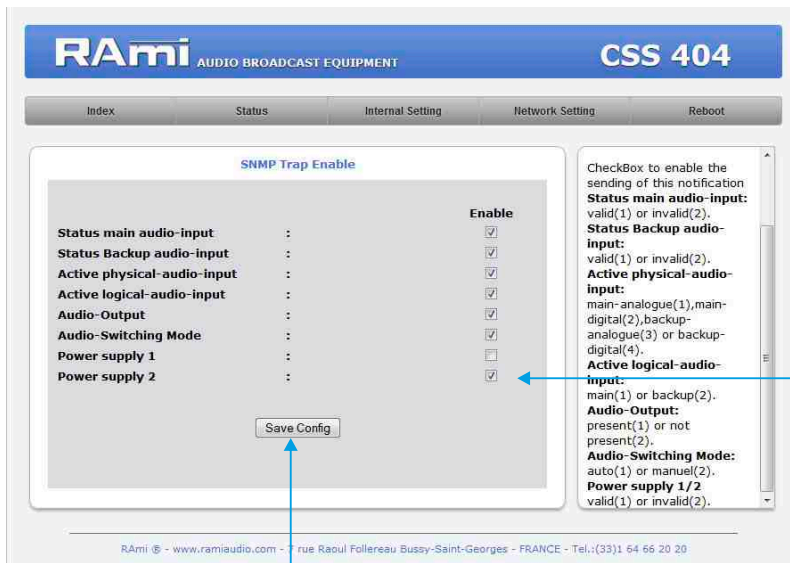 RAmi AUDIO BROADCAST EQUIPMENT CSS 404
Index Status Internal Setting Network Setting Reboot
SNMP Trap Enable
Enable
Status main audio-input :
Status Backup audio-input :
Active physical-audio-input :
Active logical-audio-input :
Audio-Output :
Audio-Switching Mode :
Power supply 1 :
Power supply 2 :
Save Config
CheckBox to enable the
sending of this notification
Status main audio-input:
valid(1) or invalid(2).
Status Backup audio-
input:
valid(1) or invalid(2).
Active physical-audio-
input:
main-analogue(1),main-
digital(2),backup-
analogue(3) or backup-
digital(4).
Active logical-audio-
input:
main(1) or backup(2).
Audio-Output:
present(1) or not
present(2).
Audio-Switching Mode:
auto(1) or manuel(2).
Power supply 1/2
valid(1) or invalid(2).
RAmi ® - www.ramiaudio.com - 7 rue Raoul Follereau Bussy-Saint-Georges - FRANCE - Tel.:(33)1 64 66 20 20